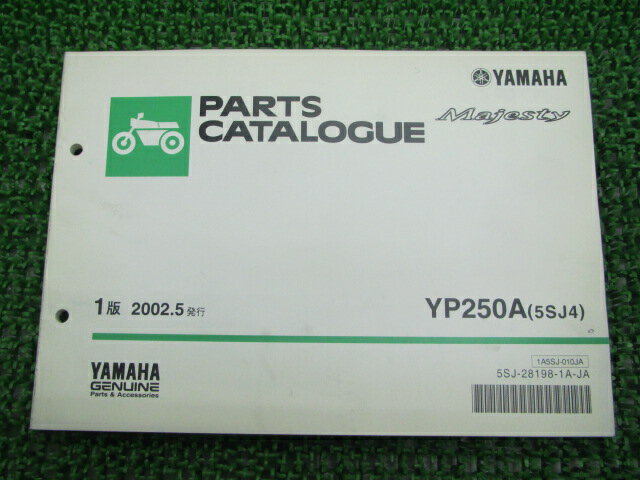 YAMAHA
PARTS
CATALOGUE
Majesty
1版 2002.5発行
YP250A(5SJ4)
1A5SJ-010JA
5SJ-28198-1A-JA
YAMAHA
GENUINE
Parts & Accessories